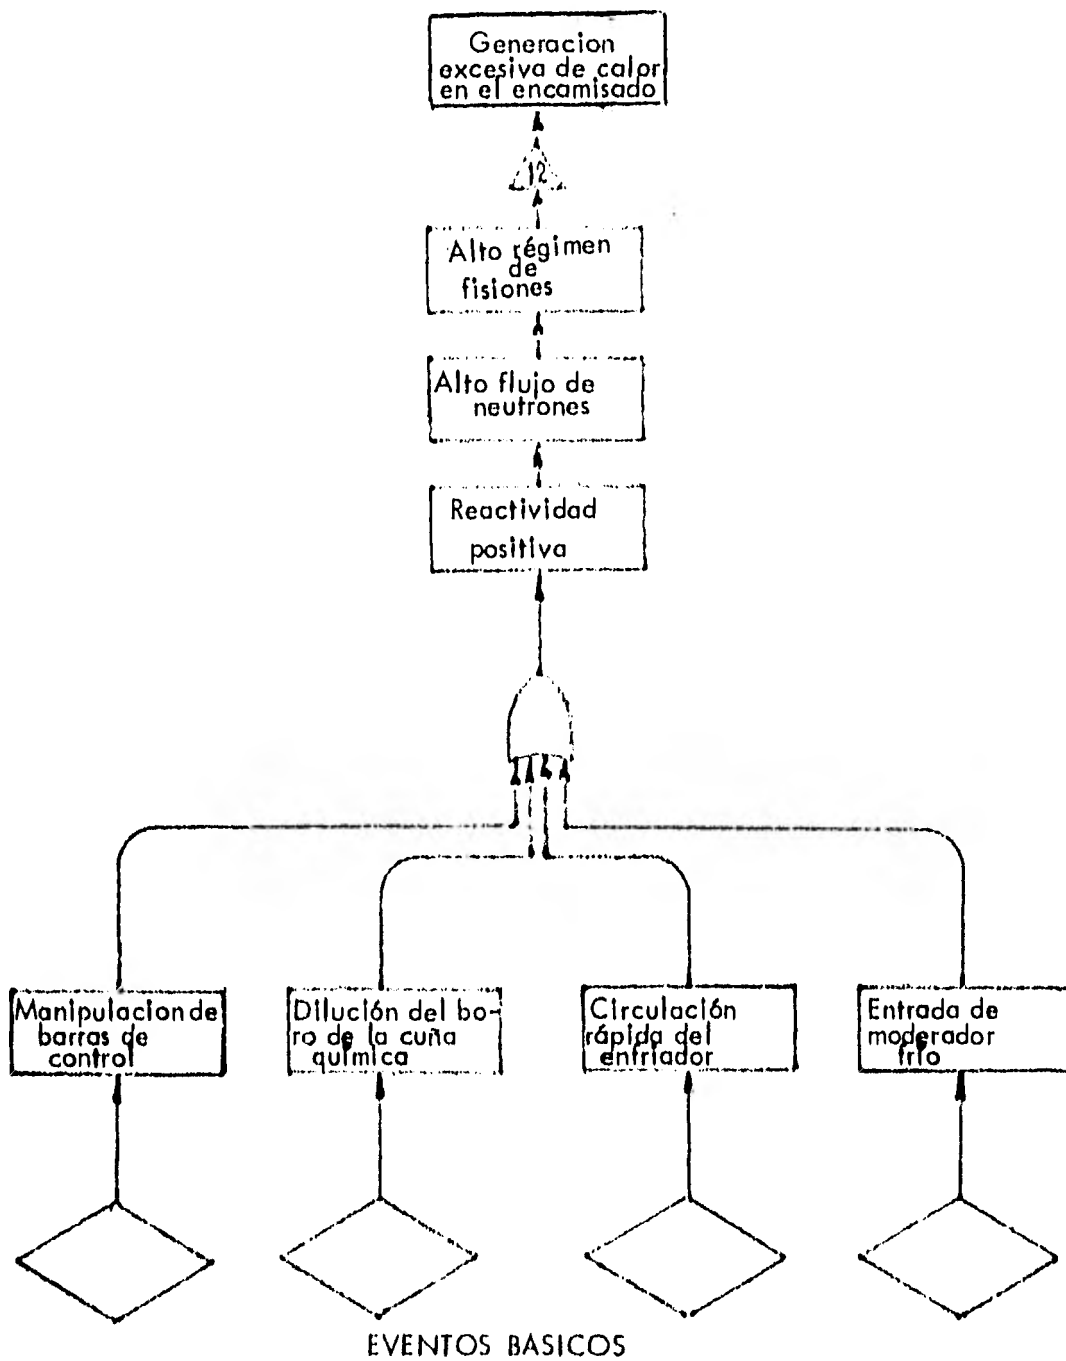 Generacion
excesiva de calor
en el encamisado
12
Alto régimen
de
fisiones
Alto flujo de
neutrones
Reactividad
positiva
Manipulacion de
barras de
control
Dilución del bo-
ro de la cuña
química
Circulación
rápida del
enfriador
Entrada de
moderador
frío
EVENTOS BASICOS